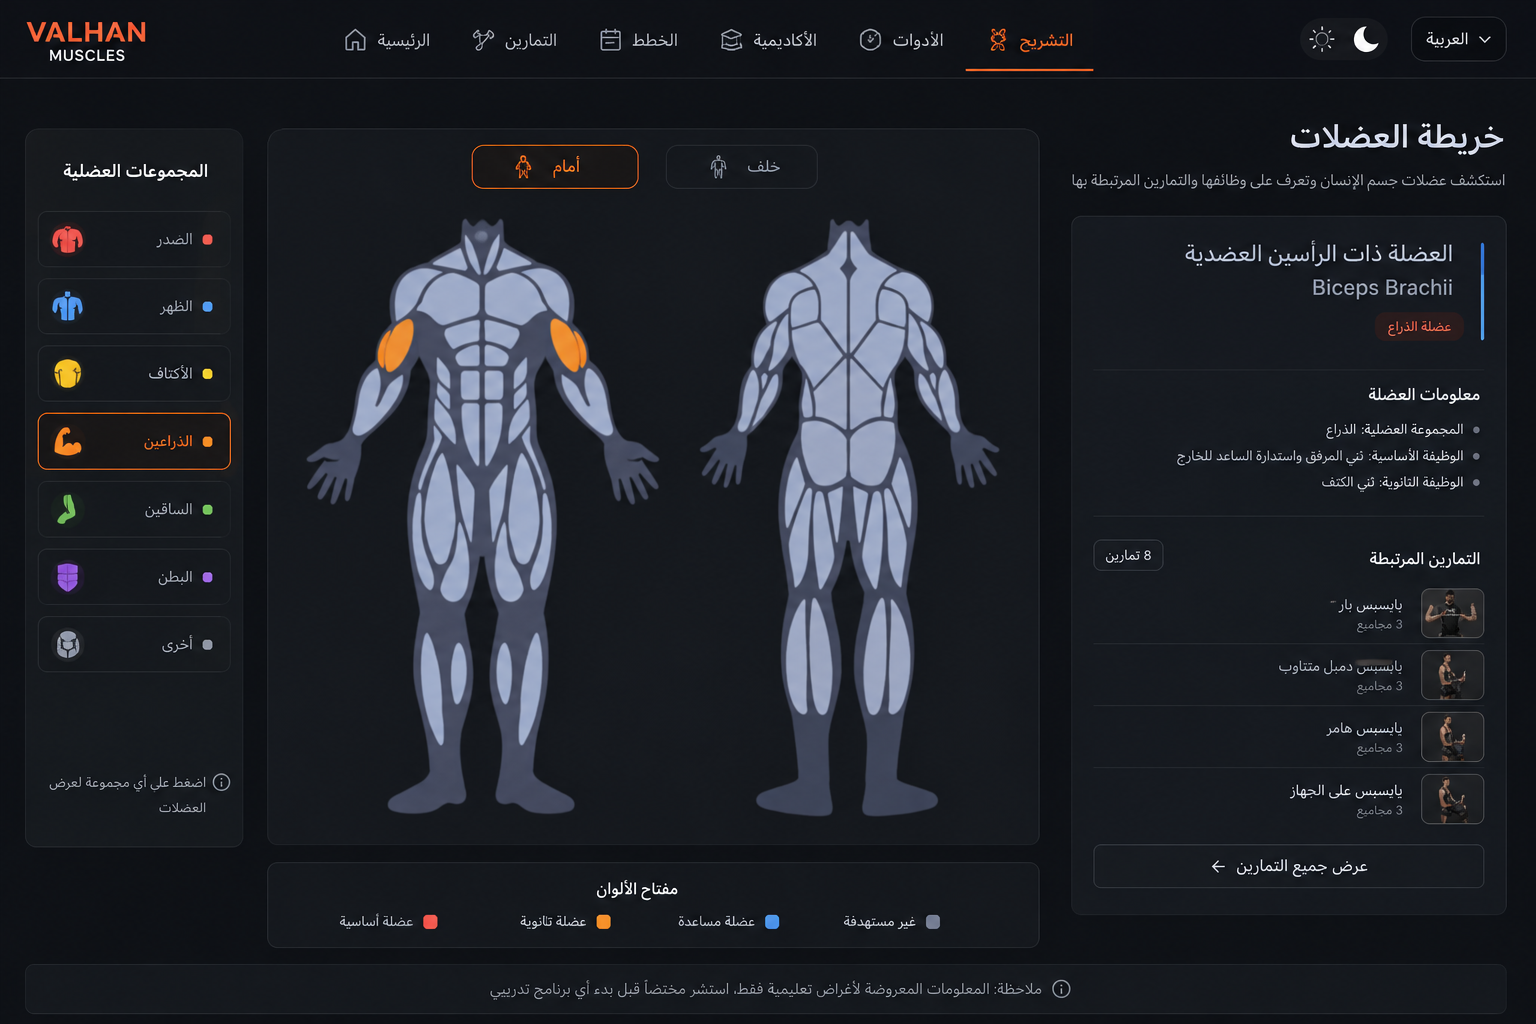 VALHAN
MUSCLES
الرئيسية
التمارين
الخطط
الأكاديمية
الأدوات
التشريح
العربية
خريطة العضلات
استكشف عضلات جسم الإنسان وتعرف على وظائفها والتمارين المرتبطة بها
العضلة ذات الرأسين العضدية
Biceps Brachii
عضلة الذراع
معلومات العضلة
المجموعة العضلية: الذراع
الوظيفة الأساسية: ثني المرفق واستدارة الساعد للخارج
الوظيفة الثانوية: ثني الكتف
التمارين المرتبطة
8 تمارين
بايسبس بار
3 مجاميع
بايسبس دمبل متتاوب
3 مجاميع
بايسبس هامر
3 مجاميع
بايسبس على الجهاز
3 مجاميع
عرض جميع التمارين ←
أمام
خلف
المجموعات العضلية
الضدر
الظهر
الأكتاف
الذراعين
الساقين
البطن
أخرى
اضغط على أي مجموعة لعرض
العضلات
مفتاح الألوان
غير مستهدفة
عضلة مساعدة
عضلة ثانوية
عضلة أساسية
ملاحظة: المعلومات المعروضة لأغراض تعليمية فقط، استشر مختصاً قبل بدء أي برنامج تدريبي